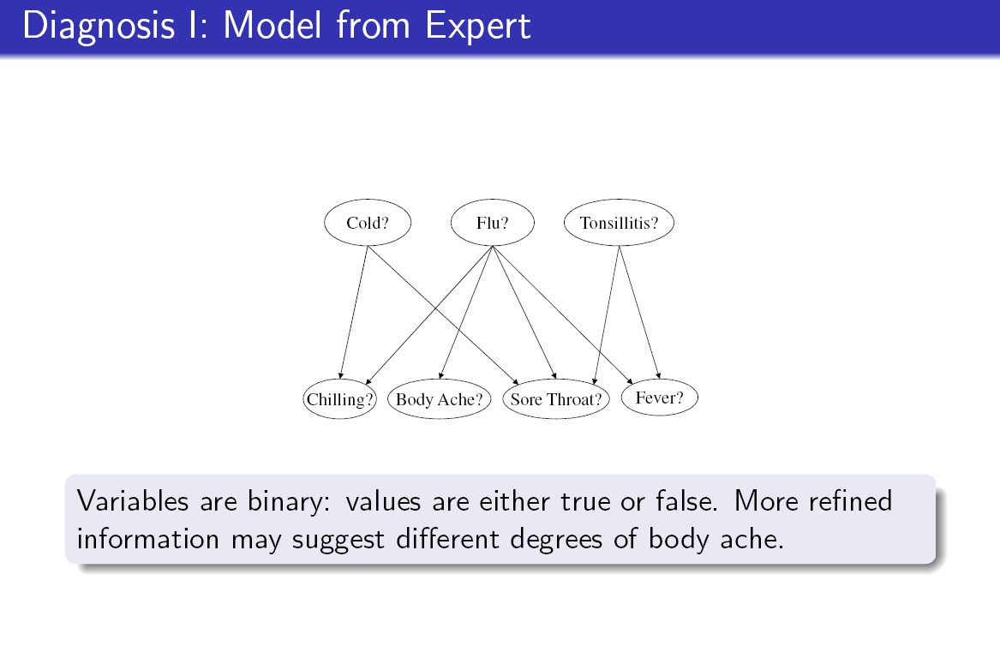 Diagnosis I: Model from Expert
Cold?
Flu?
Tonsillitis?
Chilling?
Body Ache?
Sore Throat?
Fever?
Variables are binary: values are either true or false. More refined
information may suggest different degrees of body ache.